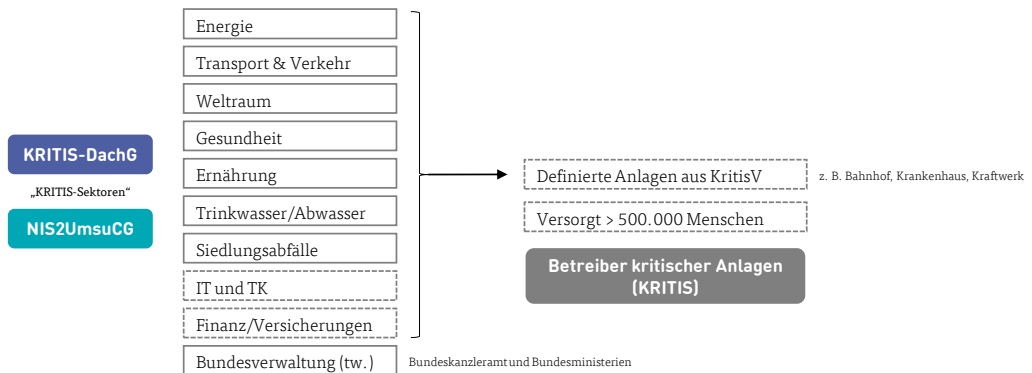 KRITIS-DachG
„KRITIS-Sektoren“
NIS2UmsuCG
Energie
Transport & Verkehr
Weltraum
Gesundheit
Ernährung
Trinkwasser/Abwasser
Siedlungsabfälle
IT und TK
Finanz/Versicherungen
Bundesverwaltung (tw.)
Bundeskanzleramt und Bundesministerien
Definierte Anlagen aus KritisV
z. B. Bahnhof, Krankenhaus, Kraftwerk
Versorgt > 500.000 Menschen
Betreiber kritischer Anlagen
(KRITIS)